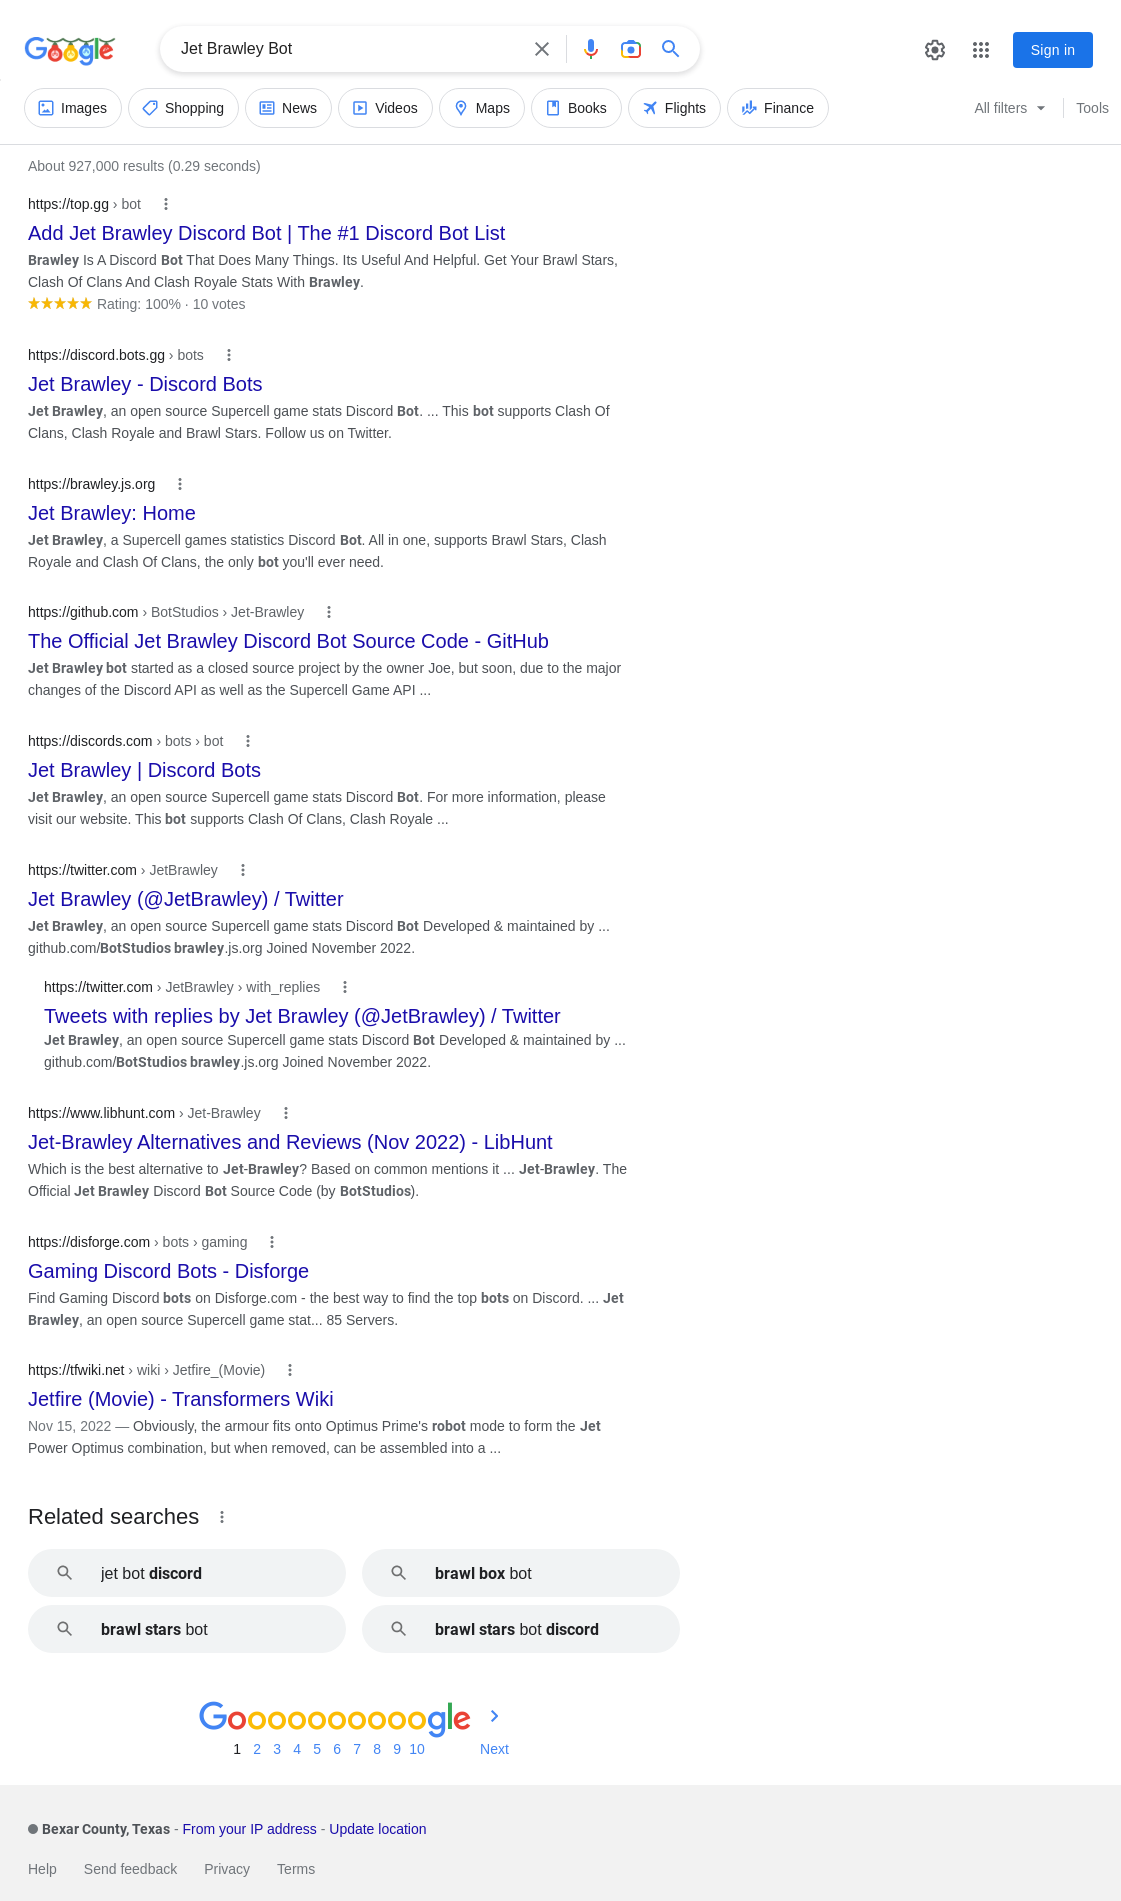 Google
Jet Brawley Bot
Sign in
Images
Shopping
News
Videos
Maps
Books
Flights
Finance
All filters
Tools
About 927,000 results (0.29 seconds)
https://top.gg › bot
Add Jet Brawley Discord Bot | The #1 Discord Bot List
Brawley Is A Discord Bot That Does Many Things. Its Useful And Helpful. Get Your Brawl Stars,
Clash Of Clans And Clash Royale Stats With Brawley.
Rating: 100% · 10 votes
https://discord.bots.gg › bots
Jet Brawley - Discord Bots
Jet Brawley, an open source Supercell game stats Discord Bot. ... This bot supports Clash Of
Clans, Clash Royale and Brawl Stars. Follow us on Twitter.
https://brawley.js.org
Jet Brawley: Home
Jet Brawley, a Supercell games statistics Discord Bot. All in one, supports Brawl Stars, Clash
Royale and Clash Of Clans, the only bot you'll ever need.
https://github.com › BotStudios › Jet-Brawley
The Official Jet Brawley Discord Bot Source Code - GitHub
Jet Brawley bot started as a closed source project by the owner Joe, but soon, due to the major
changes of the Discord API as well as the Supercell Game API ...
https://discords.com › bots › bot
Jet Brawley | Discord Bots
Jet Brawley, an open source Supercell game stats Discord Bot. For more information, please
visit our website. This bot supports Clash Of Clans, Clash Royale ...
https://twitter.com › JetBrawley
Jet Brawley (@JetBrawley) / Twitter
Jet Brawley, an open source Supercell game stats Discord Bot Developed & maintained by ...
github.com/BotStudios brawley.js.org Joined November 2022.
https://twitter.com › JetBrawley › with_replies
Tweets with replies by Jet Brawley (@JetBrawley) / Twitter
Jet Brawley, an open source Supercell game stats Discord Bot Developed & maintained by ...
github.com/BotStudios brawley.js.org Joined November 2022.
https://www.libhunt.com › Jet-Brawley
Jet-Brawley Alternatives and Reviews (Nov 2022) - LibHunt
Which is the best alternative to Jet-Brawley? Based on common mentions it ... Jet-Brawley. The
Official Jet Brawley Discord Bot Source Code (by BotStudios).
https://disforge.com › bots › gaming
Gaming Discord Bots - Disforge
Find Gaming Discord bots on Disforge.com - the best way to find the top bots on Discord. ... Jet
Brawley, an open source Supercell game stat... 85 Servers.
https://tfwiki.net › wiki › Jetfire_(Movie)
Jetfire (Movie) - Transformers Wiki
Nov 15, 2022 — Obviously, the armour fits onto Optimus Prime's robot mode to form the Jet
Power Optimus combination, but when removed, can be assembled into a ...
Related searches
jet bot discord
brawl box bot
brawl stars bot
brawl stars bot discord
Goooooooooogle
1 2 3 4 5 6 7 8 9 10 Next
Bexar County, Texas - From your IP address - Update location
Help Send feedback Privacy Terms